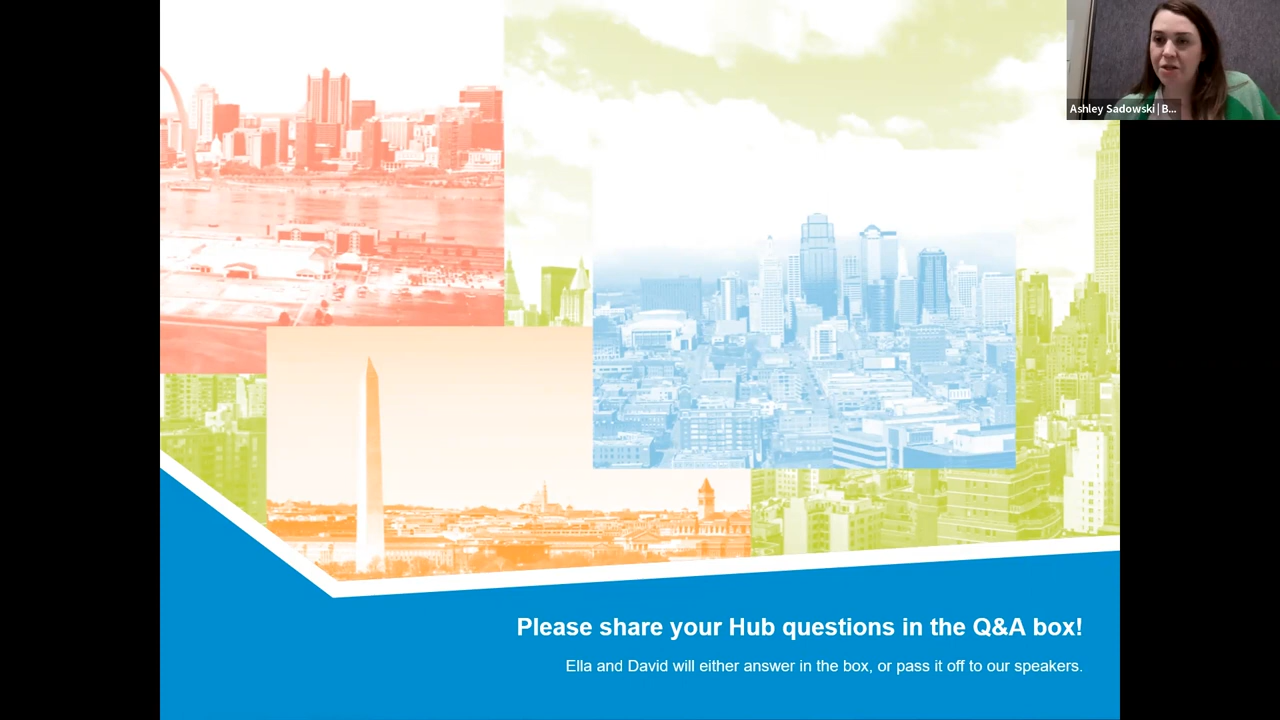 Ashley Sadowski | B...
Please share your Hub questions in the Q&A box!
Ella and David will either answer in the box, or pass it off to our speakers.